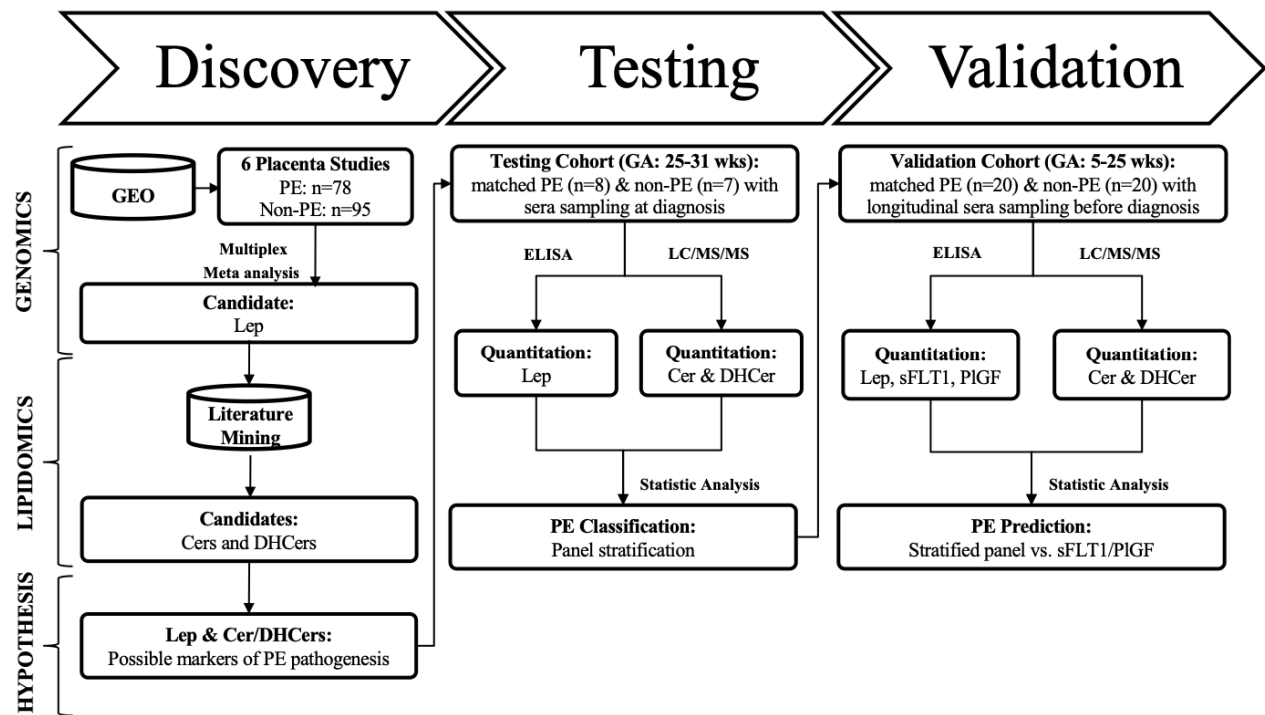 Discovery
Testing
Validation
GENOMICS
LIPIDOMICS
HYPOTHESIS
GEO
6 Placenta Studies
PE: n=78
Non-PE: n=95
Multiplex
Meta analysis
Candidate:
Lep
Literature
Mining
Candidates:
Cers and DHCers
Lep & Cer/DHCers:
Possible markers of PE pathogenesis
Testing Cohort (GA: 25-31 wks):
matched PE (n=8) & non-PE (n=7) with
sera sampling at diagnosis
ELISA
LC/MS/MS
Quantitation:
Lep
Quantitation:
Cer & DHCer
Statistic Analysis
PE Classification:
Panel stratification
Validation Cohort (GA: 5-25 wks):
matched PE (n=20) & non-PE (n=20) with
longitudinal sera sampling before diagnosis
ELISA
LC/MS/MS
Quantitation:
Lep, sFLT1, PlGF
Quantitation:
Cer & DHCer
Statistic Analysis
PE Prediction:
Stratified panel vs. sFLT1/PlGF